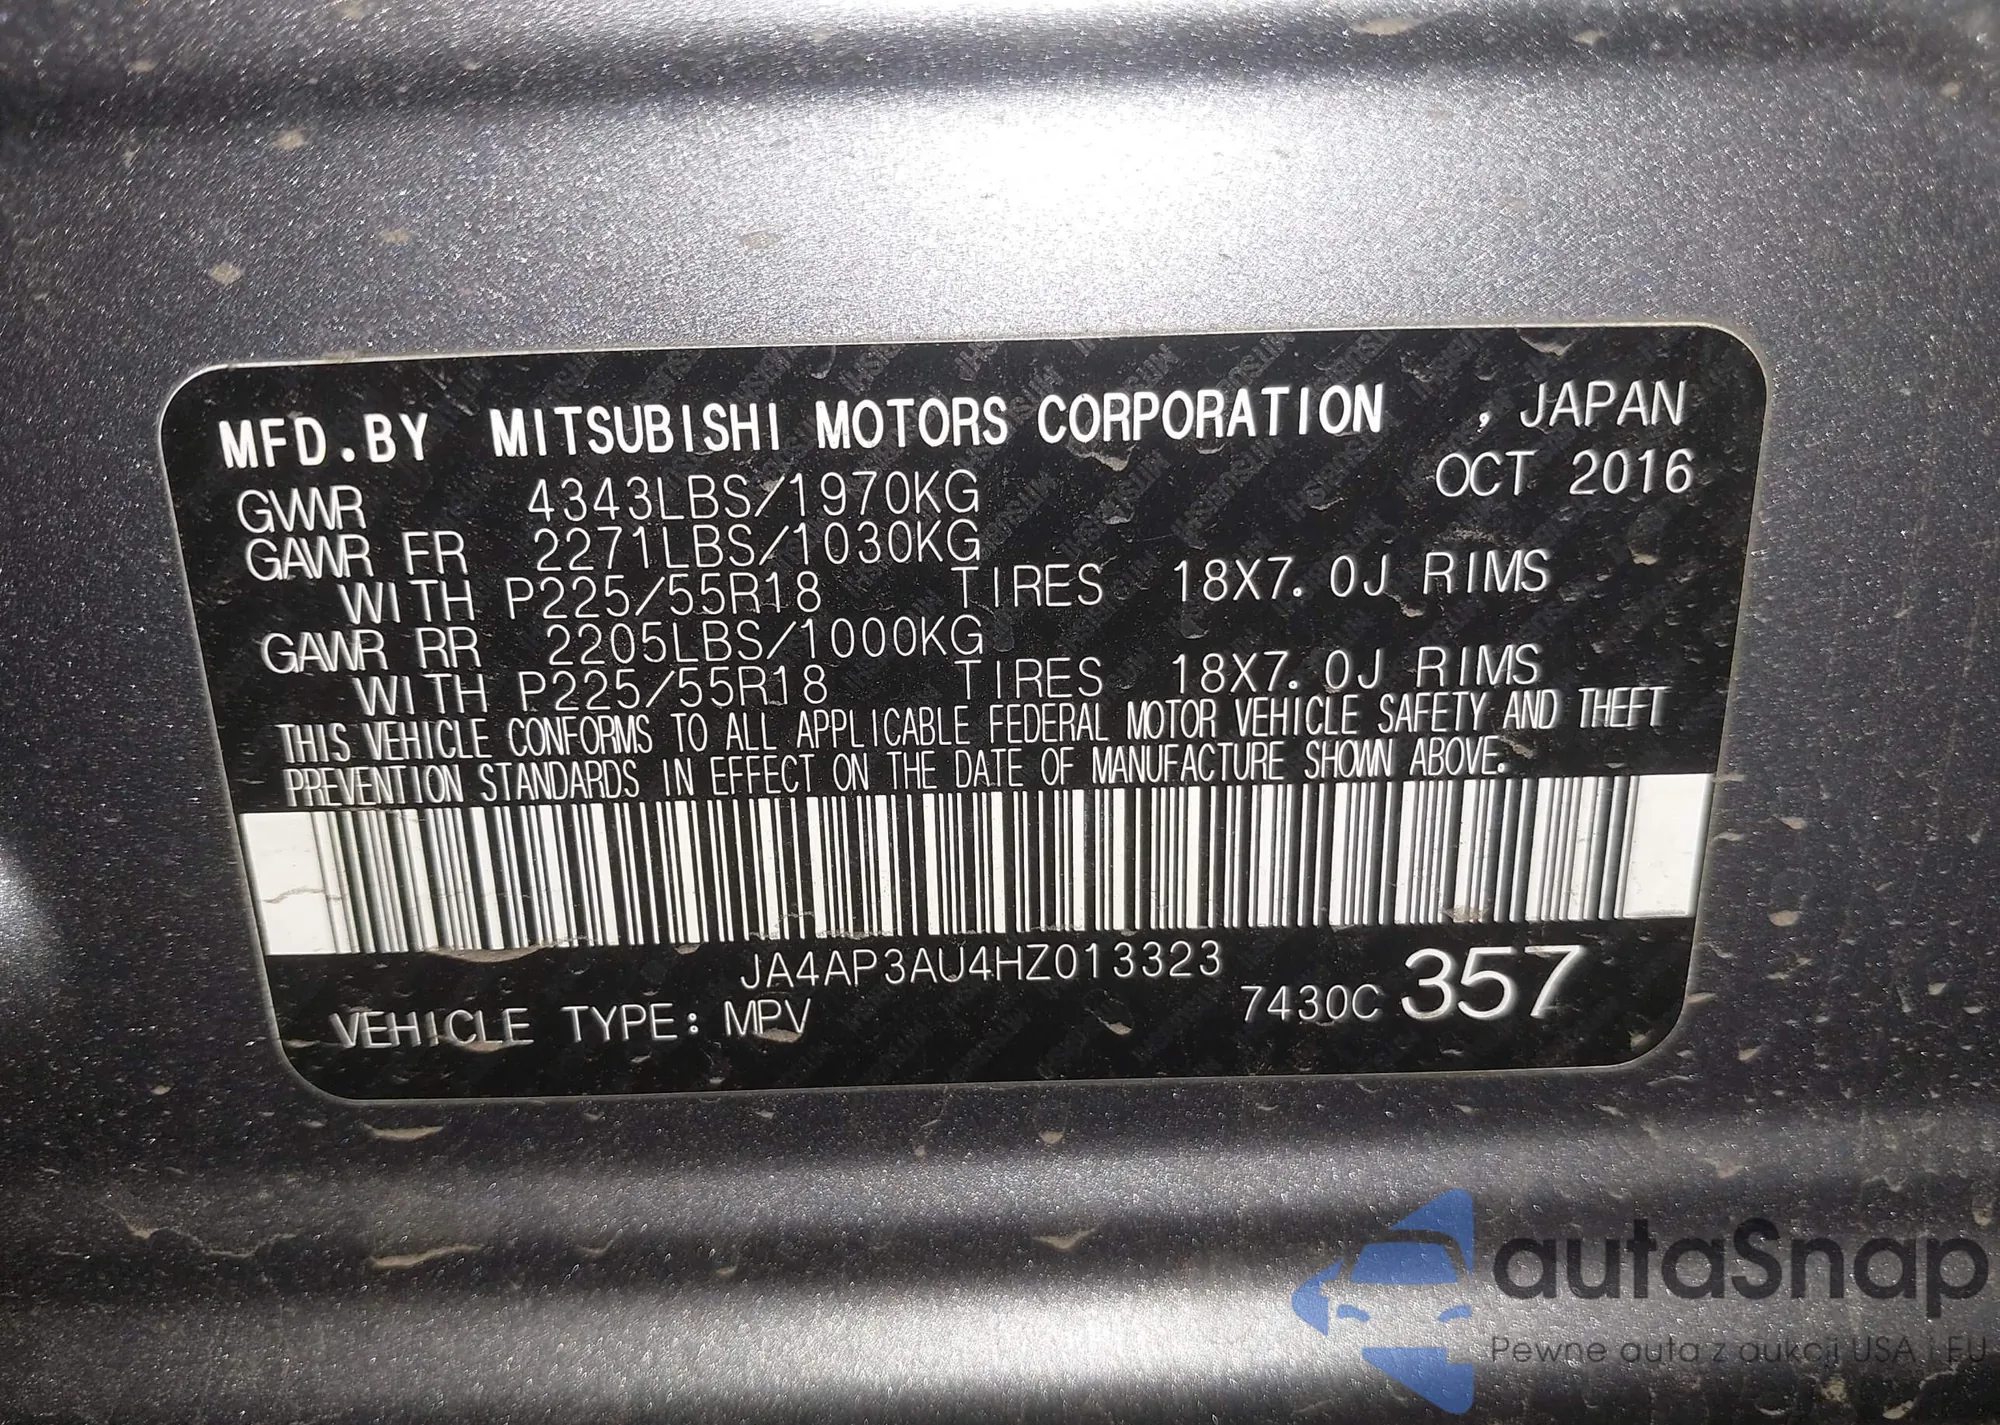 MFD.BY MITSUBISHI MOTORS CORPORATION , JAPAN
OCT 2016
GVWR 4343LBS/1970KG
GAWR FR 2271LBS/1030KG
WITH P225/55R18 TIRES 18X7.0J RIMS
GAWR RR 2205LBS/1000KG
WITH P225/55R18 TIRES 18X7.0J RIMS
THIS VEHICLE CONFORMS TO ALL APPLICABLE FEDERAL MOTOR VEHICLE SAFETY AND THEFT
PREVENTION STANDARDS IN EFFECT ON THE DATE OF MANUFACTURE SHOWN ABOVE.
JA4AP3AU4HZ013323
VEHICLE TYPE: MPV 7430C 357
autaSnap
Pewne auta z aukcji USA i EU